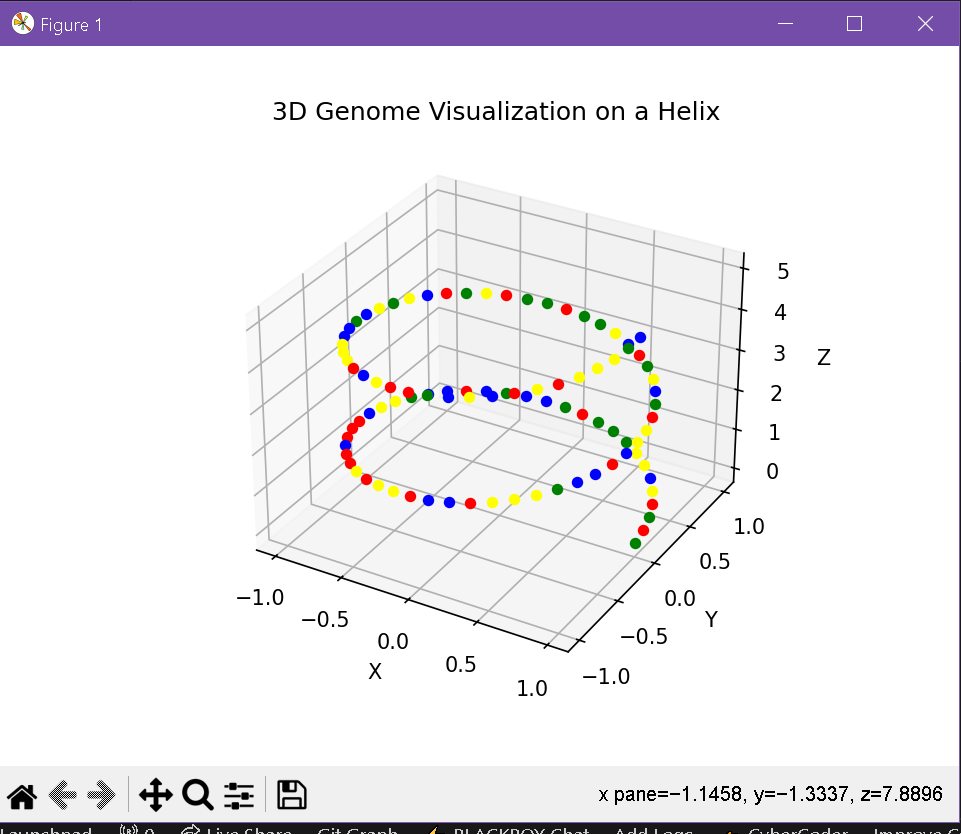 Figure 1
3D Genome Visualization on a Helix
5
4
3
2
1
0
Z
1.0
0.5
0.0
−0.5
−1.0
Y
−1.0
−0.5
0.0
0.5
1.0
X
x pane=−1.1458, y=−1.3337, z=7.8896
Launchpad 0 Live Share Git Graph BLACKBOX Chat Add Logs CyberCoder Improve C